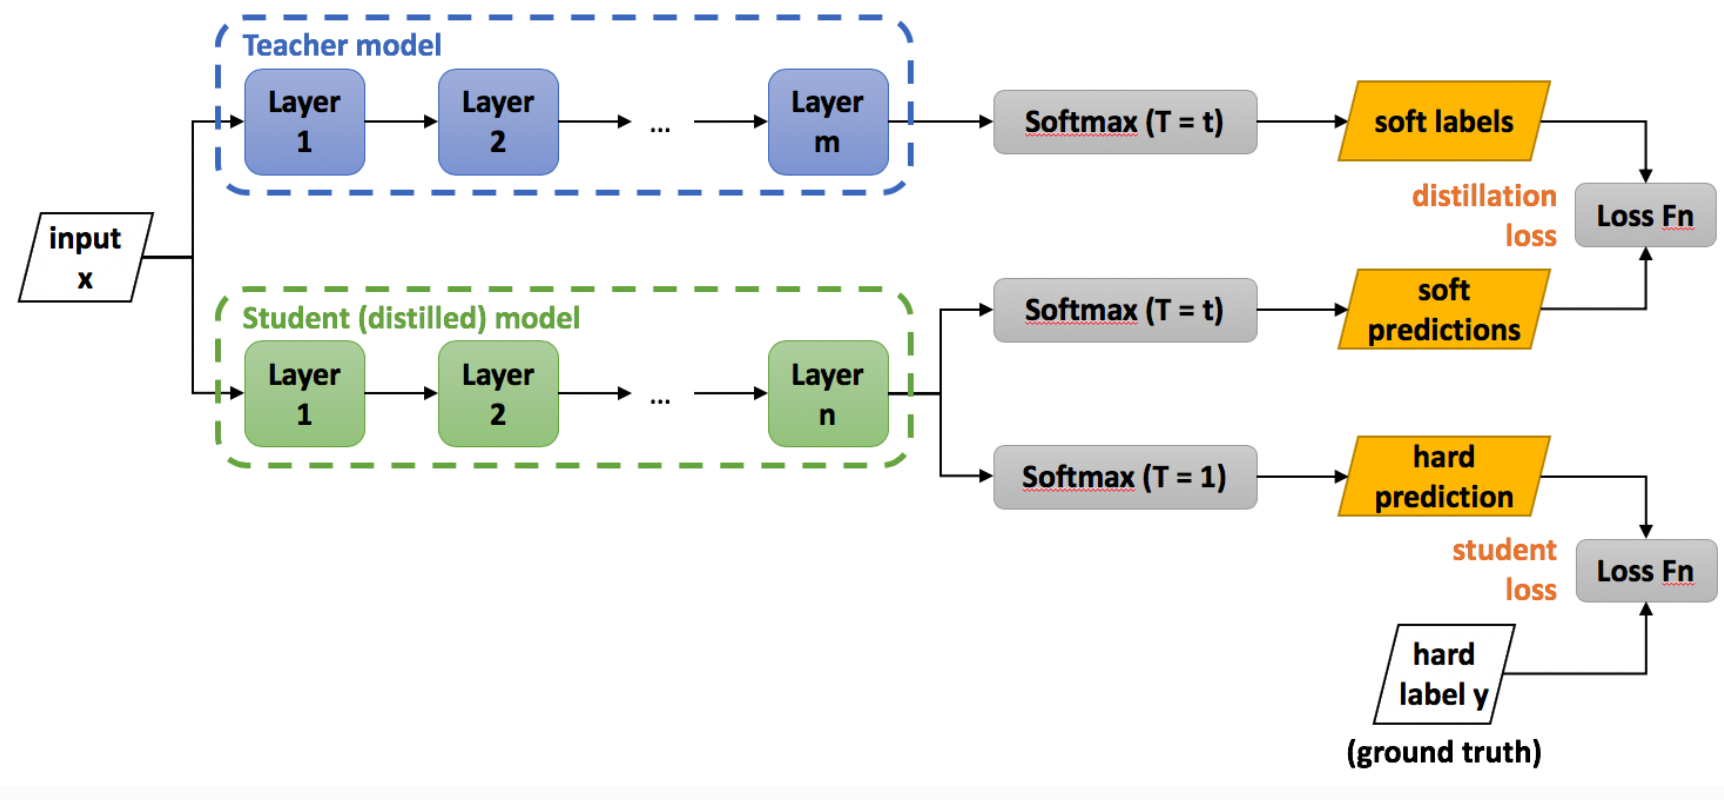 Teacher model
Layer
1
Layer
2
...
Layer
m
Softmax (T = t)
soft labels
distillation
loss
Loss Fn
input
x
Student (distilled) model
Layer
1
Layer
2
...
Layer
n
Softmax (T = t)
soft
predictions
Softmax (T = 1)
hard
prediction
student
loss
Loss Fn
hard
label y
(ground truth)